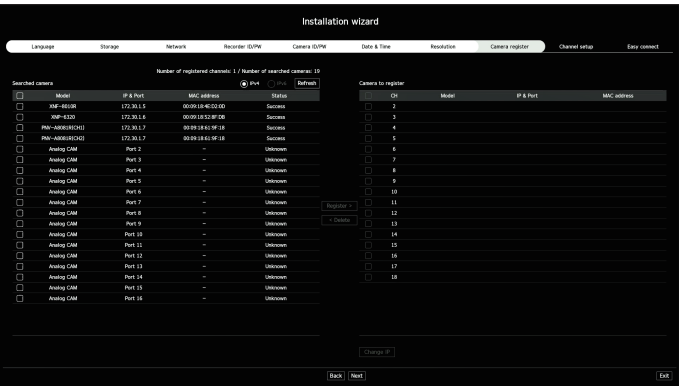 Installation wizard
Language Storage Network Recorder ID/PW Camera ID/PW Date & Time Resolution Camera register Channel setup Easy connect
Number of registered channels: 1 / Number of searched cameras: 19
Searched camera IPv4 IPv6 Refresh Camera to register
Model IP & Port MAC address Status CH Model IP & Port MAC address
XNF-8010R 172.30.1.5 00:09:18:4E:D2:0D Success 2
XNP-6320 172.30.1.6 00:09:18:52:8F:DB Success 3
PNV-A8081R(CH1) 172.30.1.7 00:09:18:61:9F:18 Success 4
PNV-A8081R(CH2) 172.30.1.7 00:09:18:61:9F:18 Success 5
Analog CAM Port 2 - Unknown 6
Analog CAM Port 3 - Unknown 7
Analog CAM Port 4 - Unknown 8
Analog CAM Port 5 - Unknown 9
Analog CAM Port 6 - Unknown 10
Analog CAM Port 7 - Unknown Register + 11
Analog CAM Port 8 - Unknown 12
Analog CAM Port 9 - Unknown × Delete 13
Analog CAM Port 10 - Unknown 14
Analog CAM Port 11 - Unknown 15
Analog CAM Port 12 - Unknown 16
Analog CAM Port 13 - Unknown 17
Analog CAM Port 14 - Unknown 18
Analog CAM Port 15 - Unknown
Analog CAM Port 16 - Unknown
Change IP
Back Next Exit